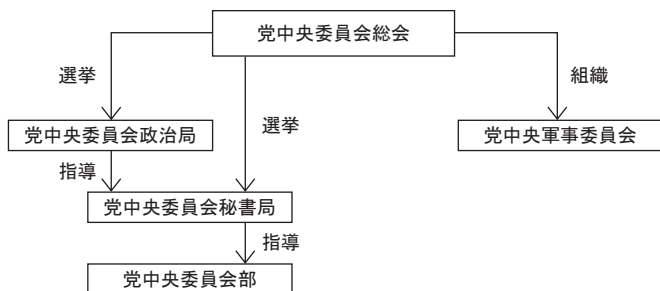 党中央委員会総会
選挙
組織
選挙
党中央委員会政治局
党中央軍事委員会
指導
党中央委員会秘書局
指導
党中央委員会部